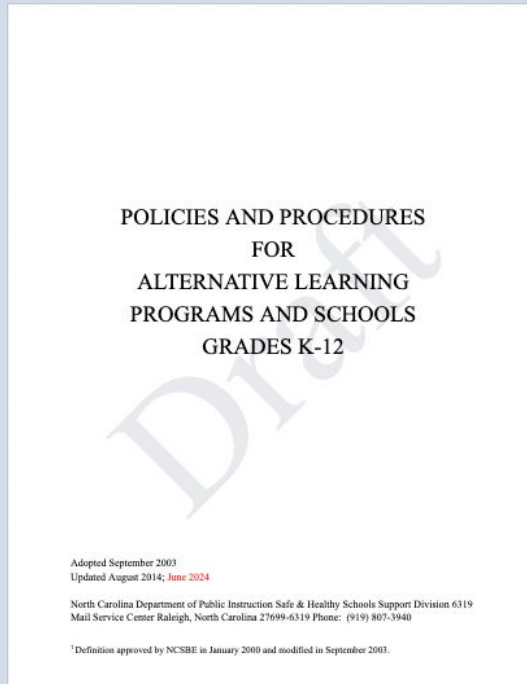 POLICIES AND PROCEDURES
FOR
ALTERNATIVE LEARNING
PROGRAMS AND SCHOOLS
GRADES K-12
Draft
Adopted September 2003
Updated August 2014; June 2024
North Carolina Department of Public Instruction Safe & Healthy Schools Support Division 6319
Mail Service Center Raleigh, North Carolina 27699-6319 Phone: (919) 807-3940
¹Definition approved by NCSBE in January 2000 and modified in September 2003.